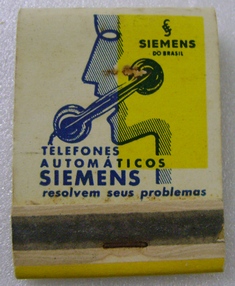 SIEMENS
DO BRASIL
TELEFONES
AUTOMÁTICOS
SIEMENS
resolvem seus problemas